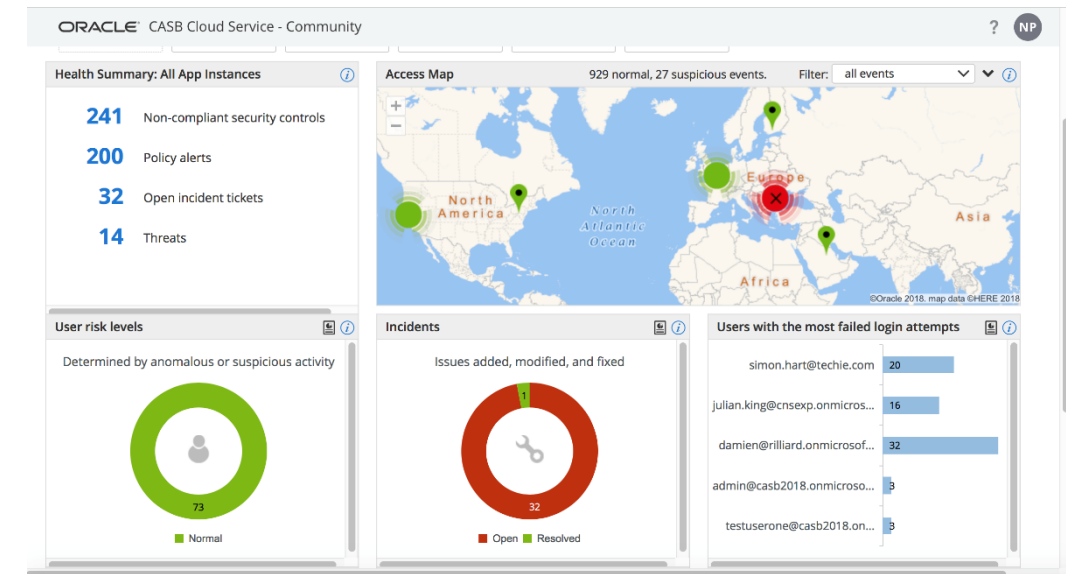 ORACLE CASB Cloud Service - Community
? NP
Health Summary: All App Instances
241 Non-compliant security controls
200 Policy alerts
32 Open incident tickets
14 Threats
Access Map 929 normal, 27 suspicious events. Filter: all events
+
−
North
America
North
Atlantic
Ocean
Europe
Asia
Africa
©Oracle 2018. map data ©HERE 2018
User risk levels
Determined by anomalous or suspicious activity
73
Normal
Incidents
Issues added, modified, and fixed
1
32
Open Resolved
Users with the most failed login attempts
simon.hart@techie.com 20
julian.king@cnsexp.onmicros... 16
damien@rilliard.onmicrosof... 32
admin@casb2018.onmicroso... 3
testuserone@casb2018.on... 3